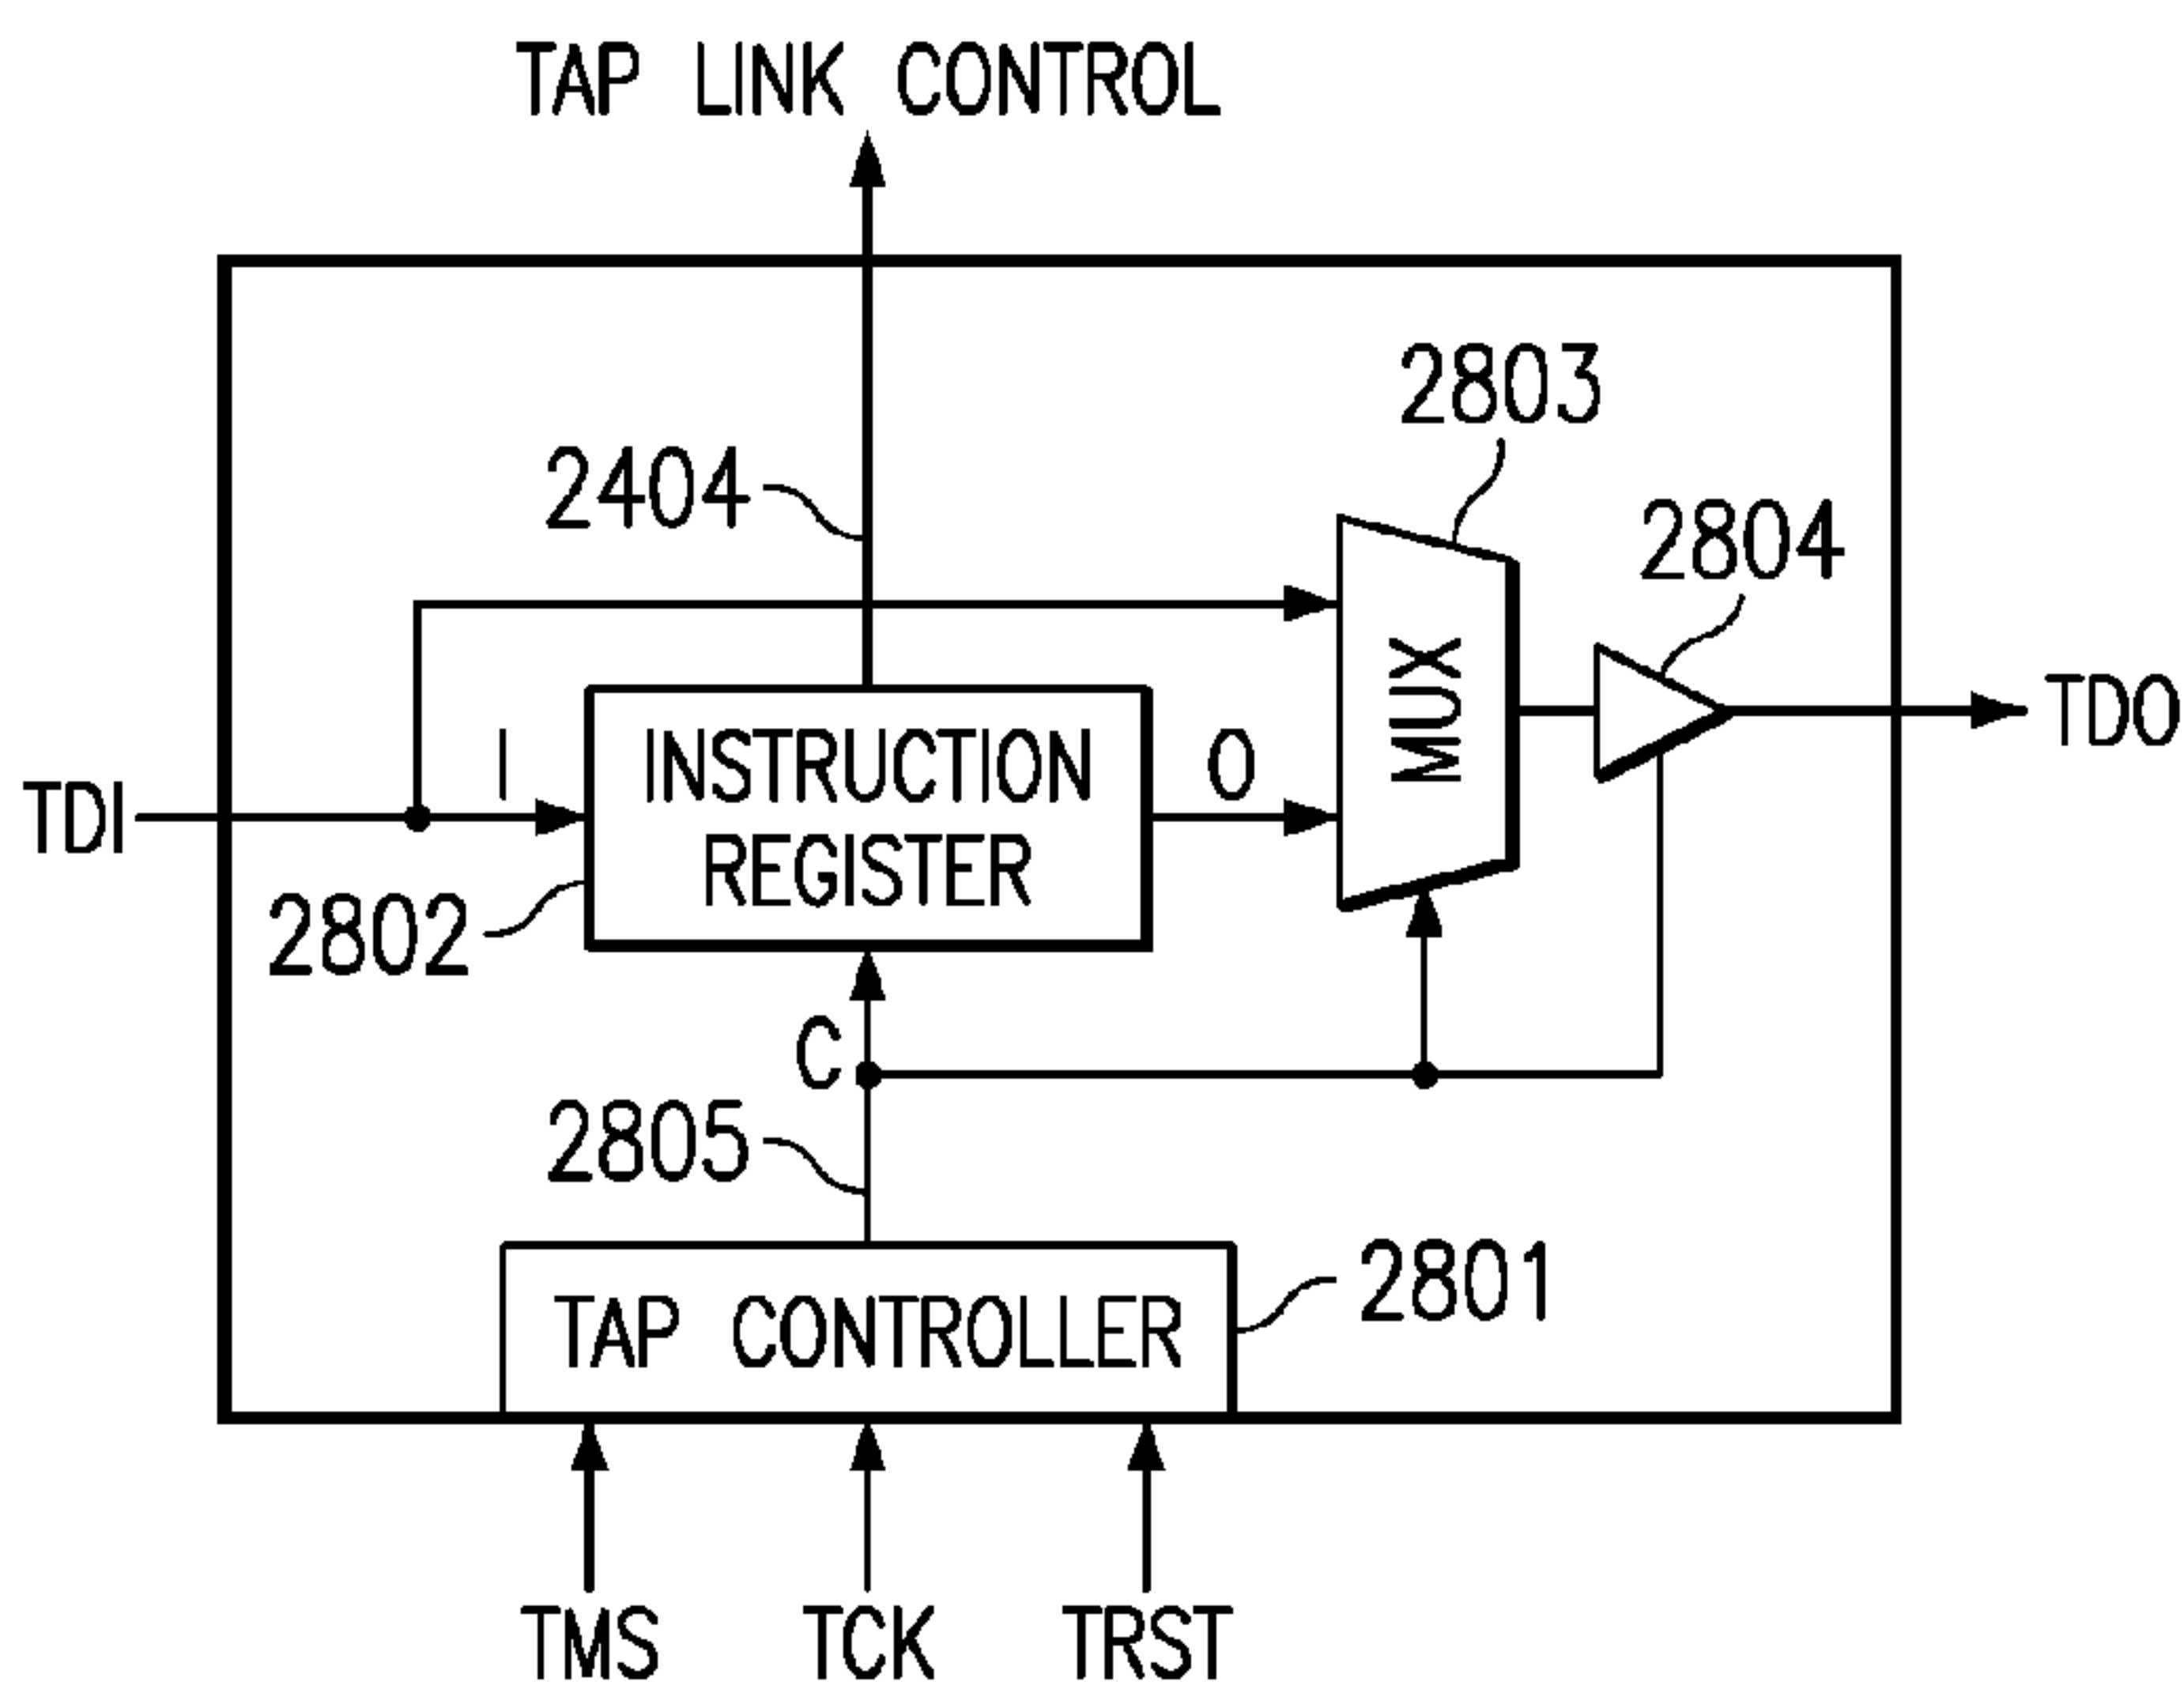 TAP LINK CONTROL
2803
2404
2804
MUX
TDO
I
INSTRUCTION
REGISTER
O
TDI
2802
C
2805
2801
TAP CONTROLLER
TMS
TCK
TRST